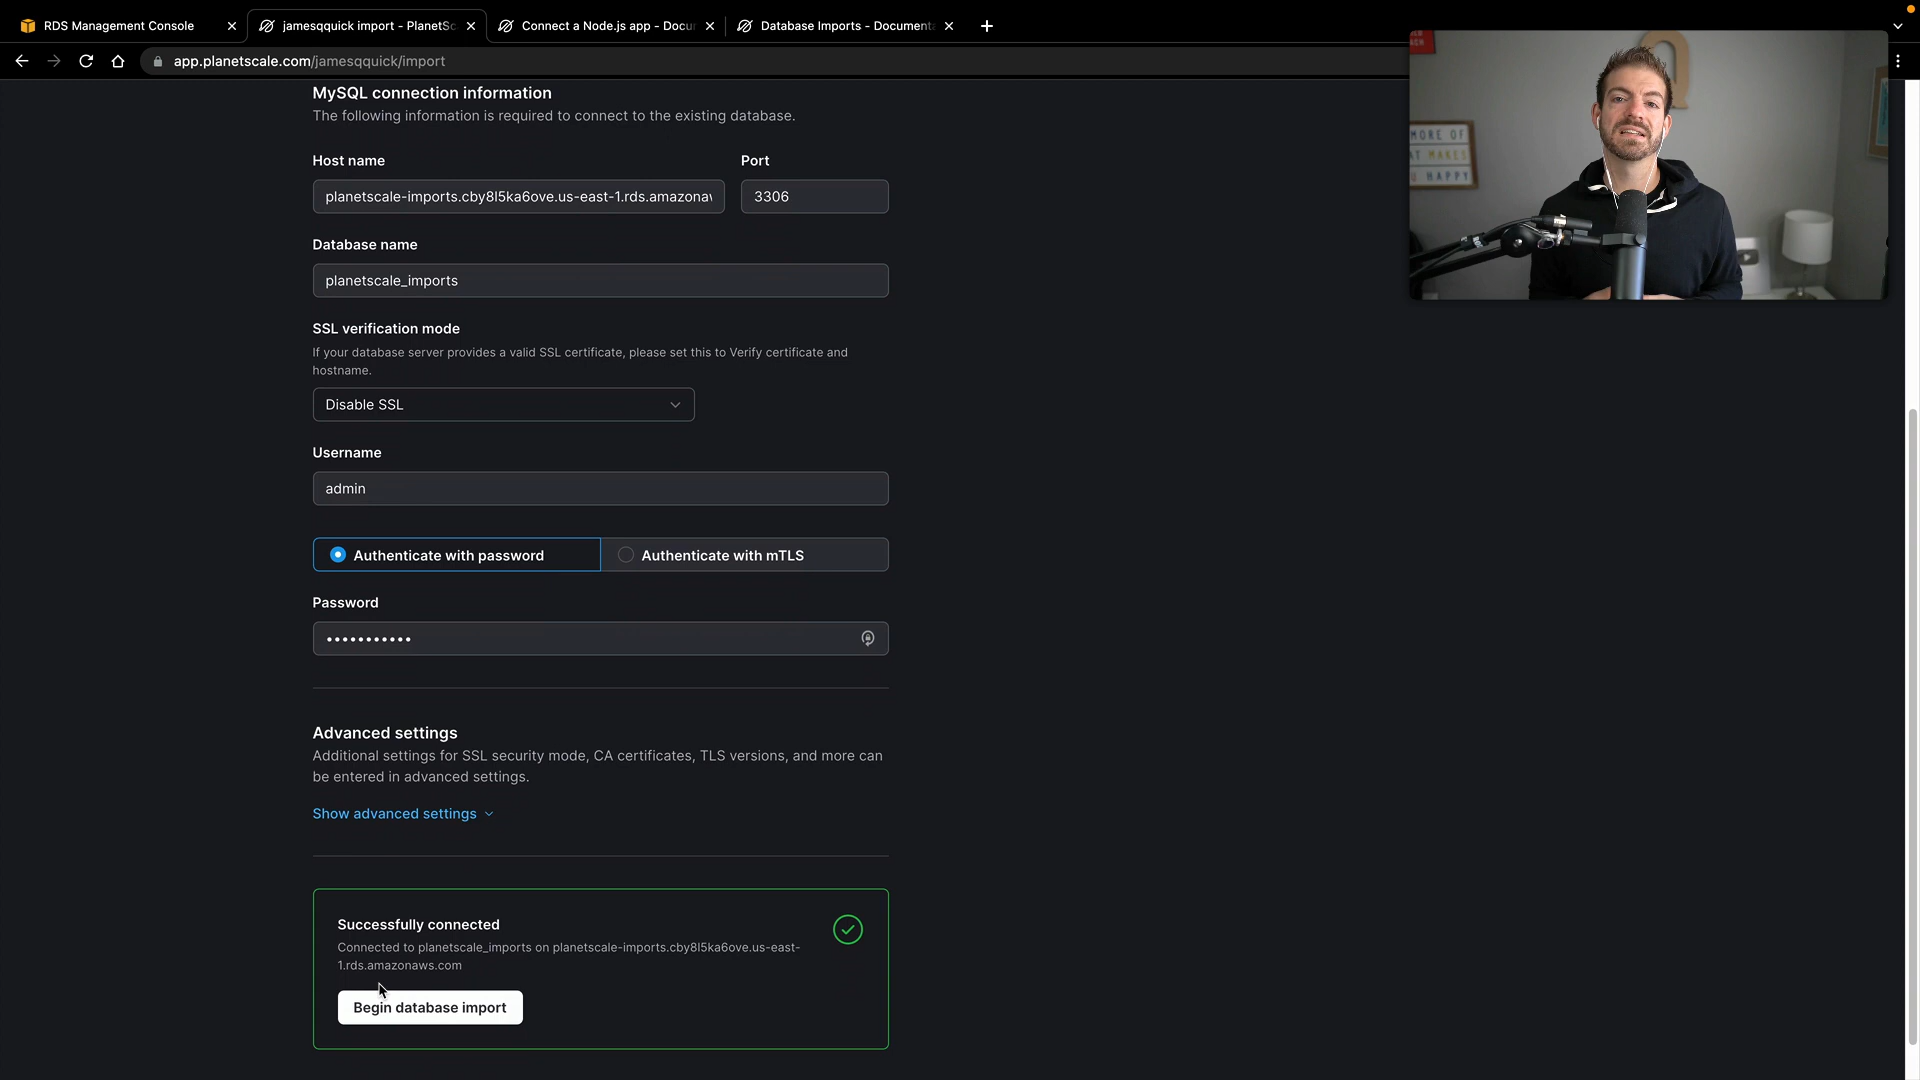 RDS Management Console
jamesqquick import - PlanetSc
Connect a Node.js app - Docu
Database Imports - Document
app.planetscale.com/jamesqquick/import
MySQL connection information
The following information is required to connect to the existing database.
Host name
Port
planetscale-imports.cby8l5ka6ove.us-east-1.rds.amazonaw
3306
Database name
planetscale_imports
SSL verification mode
If your database server provides a valid SSL certificate, please set this to Verify certificate and
hostname.
Disable SSL
Username
admin
Authenticate with password
Authenticate with mTLS
Password
•••••••••••
Advanced settings
Additional settings for SSL security mode, CA certificates, TLS versions, and more can
be entered in advanced settings.
Show advanced settings
Successfully connected
Connected to planetscale_imports on planetscale-imports.cby8l5ka6ove.us-east-
1.rds.amazonaws.com
Begin database import
MORE OF
AT MAKES
U HAPPY